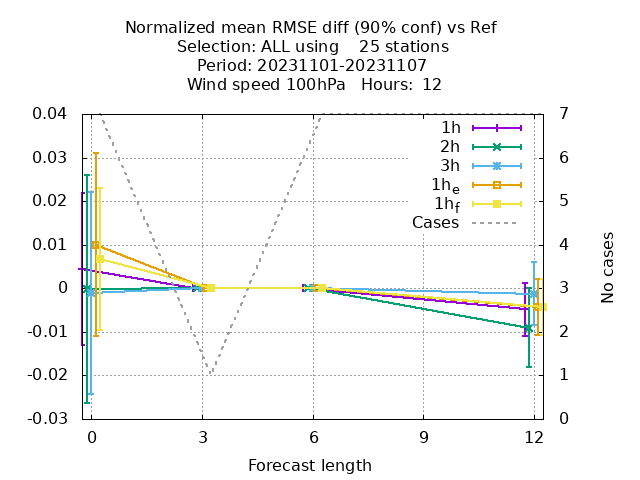 Normalized mean RMSE diff (90% conf) vs Ref
Selection: ALL using    25 stations
Period: 20231101-20231107
Wind speed 100hPa   Hours: 12
0.04
0.03
0.02
0.01
0
-0.01
-0.02
-0.03
7
6
5
4
3
2
1
0
1h
2h
3h
1he
1hf
Cases
No cases
0 3 6 9 12
Forecast length